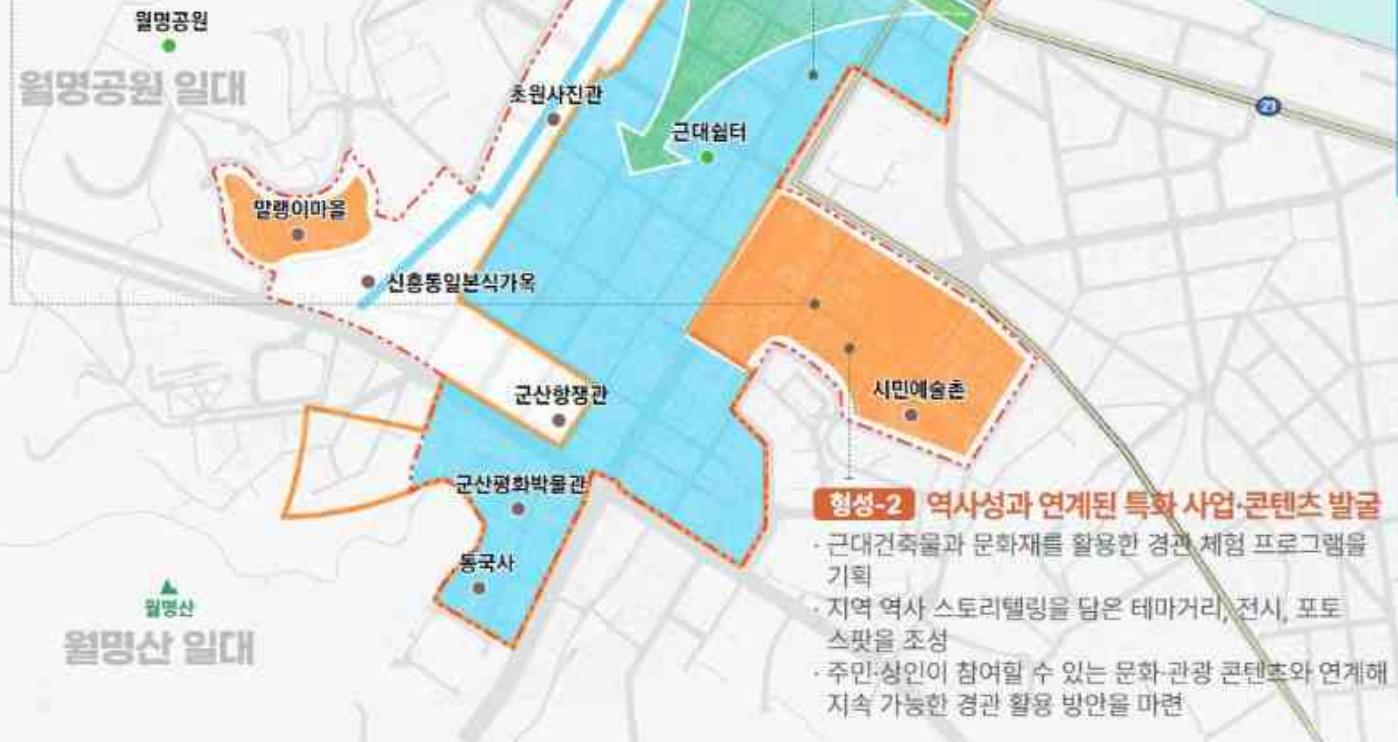 월명공원
월명공원 일대
초원사진관
근대쉼터
21
말랭이마을
신흥동일본식가옥
군산항쟁관
시민예술촌
군산평화박물관
동국사
월명산
월명산 일대
형성-2 역사성과 연계된 특화 사업·콘텐츠 발굴
· 근대건축물과 문화재를 활용한 경관 체험 프로그램을
기획
· 지역 역사 스토리텔링을 담은 테마거리, 전시, 포토
스팟을 조성
· 주민·상인이 참여할 수 있는 문화·관광 콘텐츠와 연계해
지속 가능한 경관 활용 방안을 마련